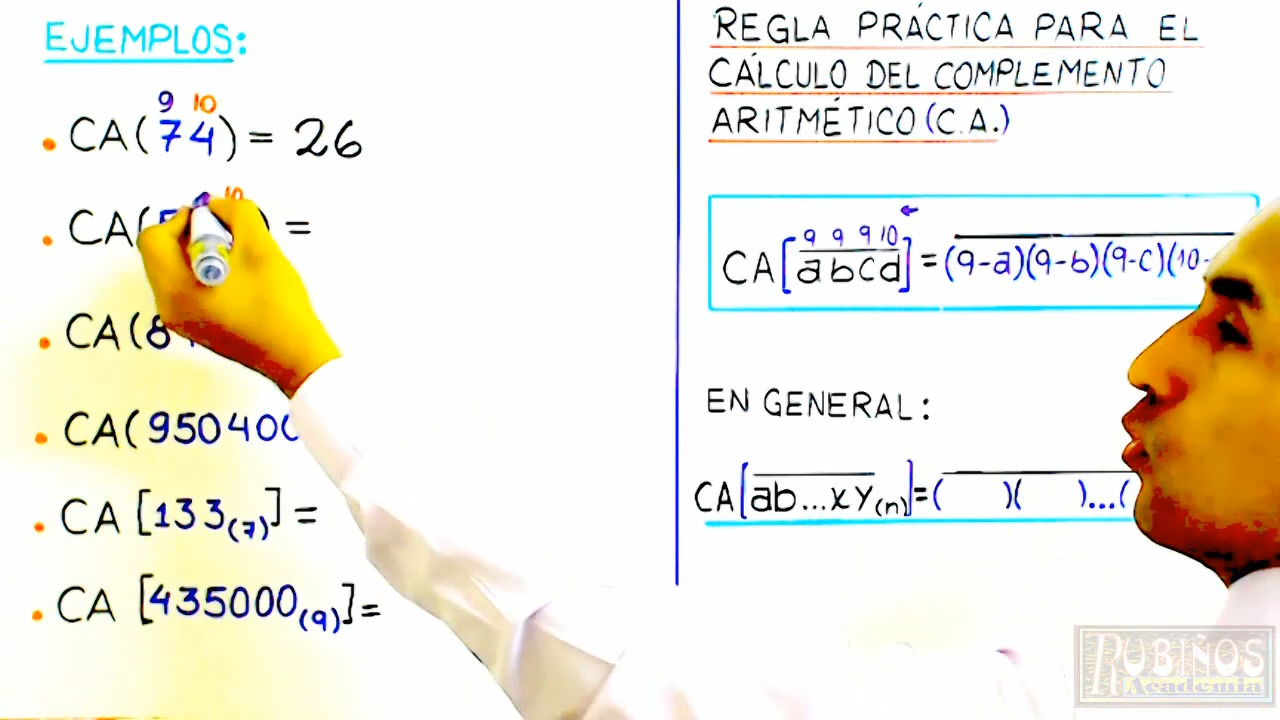 EJEMPLOS:
9 10
• CA(74) = 26
10
• CA(5 ) =
• CA(8
• CA(950400
• CA [133(7)] =
• CA [435000(9)] =
REGLA PRÁCTICA PARA EL
CÁLCULO DEL COMPLEMENTO
ARITMÉTICO (C.A.)
9 9 9 10
CA[abcd] = (9-a)(9-b)(9-c)(10-
EN GENERAL:
CA[ab...xy(n)] = ( )( )...(
RUBIÑOS
Academia